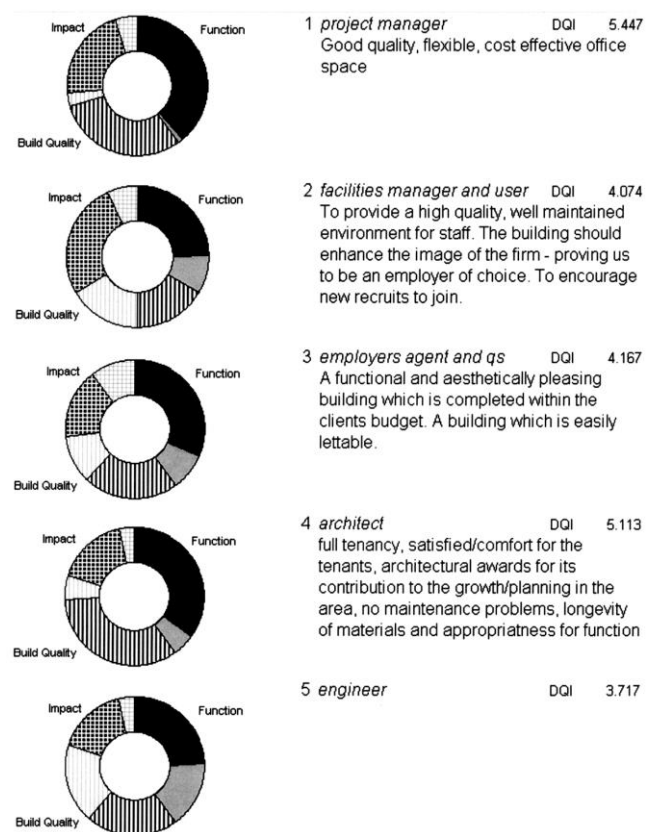 Impact
Function
Build Quality
1 project manager DQI 5.447
Good quality, flexible, cost effective office
space
Impact
Function
Build Quality
2 facilities manager and user DQI 4.074
To provide a high quality, well maintained
environment for staff. The building should
enhance the image of the firm - proving us
to be an employer of choice. To encourage
new recruits to join.
Impact
Function
Build Quality
3 employers agent and qs DQI 4.167
A functional and aesthetically pleasing
building which is completed within the
clients budget. A building which is easily
lettable.
Impact
Function
Build Quality
4 architect DQI 5.113
full tenancy, satisfied/comfort for the
tenants, architectural awards for its
contribution to the growth/planning in the
area, no maintenance problems, longevity
of materials and appropriatness for function
Impact
Function
Build Quality
5 engineer DQI 3.717